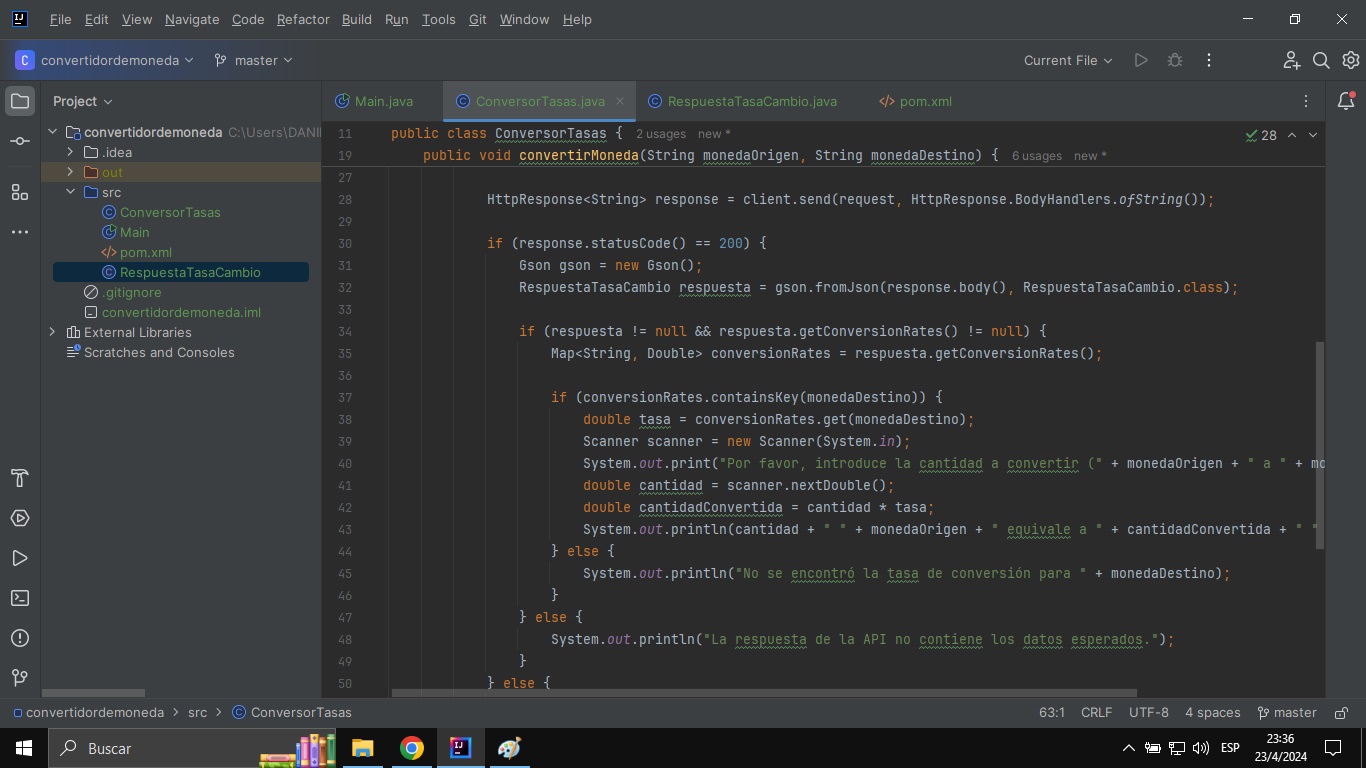 File Edit View Navigate Code Refactor Build Run Tools Git Window Help
C convertidordemoneda master Current File
Project
Main.java ConversorTasas.java RespuestaTasaCambio.java pom.xml
convertidordemoneda C:\Users\DANI
.idea
out
src
ConversorTasas
Main
pom.xml
RespuestaTasaCambio
.gitignore
convertidordemoneda.iml
External Libraries
Scratches and Consoles
28
11 public class ConversorTasas { 2 usages new *
19 public void convertirMoneda(String monedaOrigen, String monedaDestino) { 6 usages new *
27
28 HttpResponse<String> response = client.send(request, HttpResponse.BodyHandlers.ofString());
29
30 if (response.statusCode() == 200) {
31 Gson gson = new Gson();
32 RespuestaTasaCambio respuesta = gson.fromJson(response.body(), RespuestaTasaCambio.class);
33
34 if (respuesta != null && respuesta.getConversionRates() != null) {
35 Map<String, Double> conversionRates = respuesta.getConversionRates();
36
37 if (conversionRates.containsKey(monedaDestino)) {
38 double tasa = conversionRates.get(monedaDestino);
39 Scanner scanner = new Scanner(System.in);
40 System.out.print("Por favor, introduce la cantidad a convertir (" + monedaOrigen + " a " + mo
41 double cantidad = scanner.nextDouble();
42 double cantidadConvertida = cantidad * tasa;
43 System.out.println(cantidad + " " + monedaOrigen + " equivale a " + cantidadConvertida + " "
44 } else {
45 System.out.println("No se encontró la tasa de conversión para " + monedaDestino);
46 }
47 } else {
48 System.out.println("La respuesta de la API no contiene los datos esperados.");
49 }
50 } else {
convertidordemoneda > src > ConversorTasas 63:1 CRLF UTF-8 4 spaces master
Buscar
ESP
23:36
23/4/2024